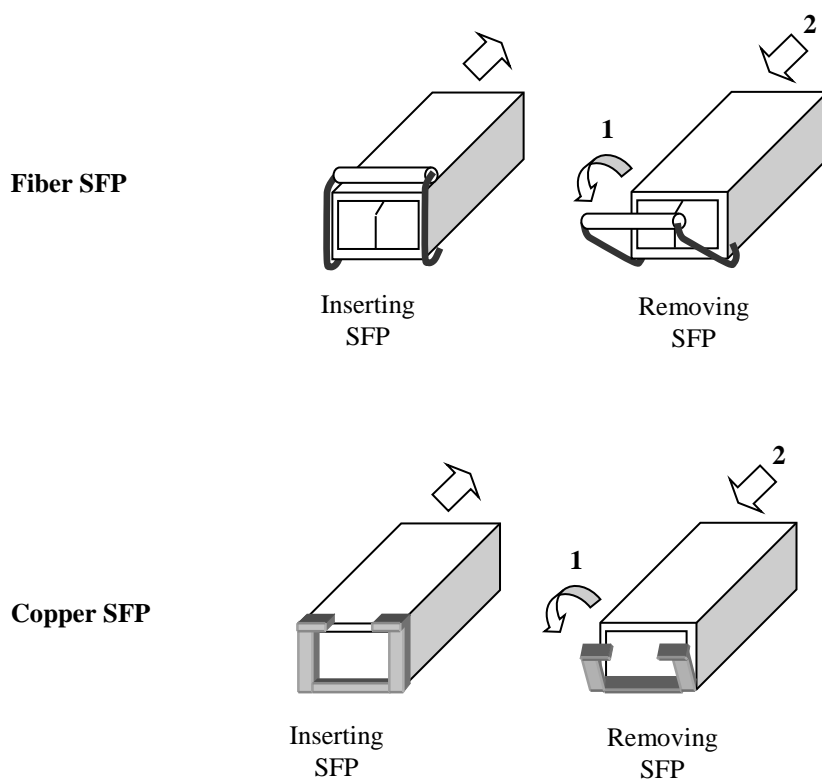 2
1
Fiber SFP
Inserting
SFP
Removing
SFP
2
1
Copper SFP
Inserting
SFP
Removing
SFP